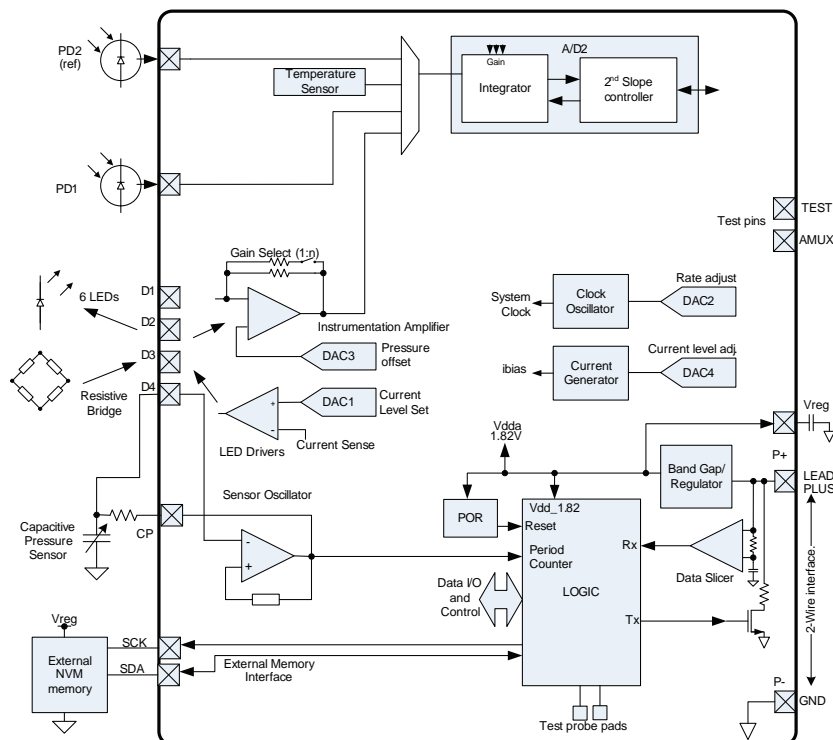 PD2
(ref)
Temperature
Sensor
A/D2
Gain
Integrator
2nd Slope
controller
PD1
TEST
Test pins
AMUX
Gain Select (1:n)
D1
6 LEDs
D2
Instrumentation Amplifier
D3
DAC3
Pressure
offset
Resistive
Bridge
D4
DAC1
Current
Level Set
LED Drivers
Current Sense
System
Clock
Clock
Oscillator
Rate adjust
DAC2
ibias
Current
Generator
Current level adj.
DAC4
Vreg
Vdda
1.82V
P+
LEAD
PLUS
Band Gap/
Regulator
POR
Vdd_1.82
Reset
Sensor Oscillator
Capacitive
Pressure
Sensor
CP
-
+
Period
Counter
Rx
Data Slicer
Data I/O
and
Control
LOGIC
Tx
2-Wire interface.
Vreg
SCK
External
NVM
memory
SDA
External Memory
Interface
P-
GND
Test probe pads